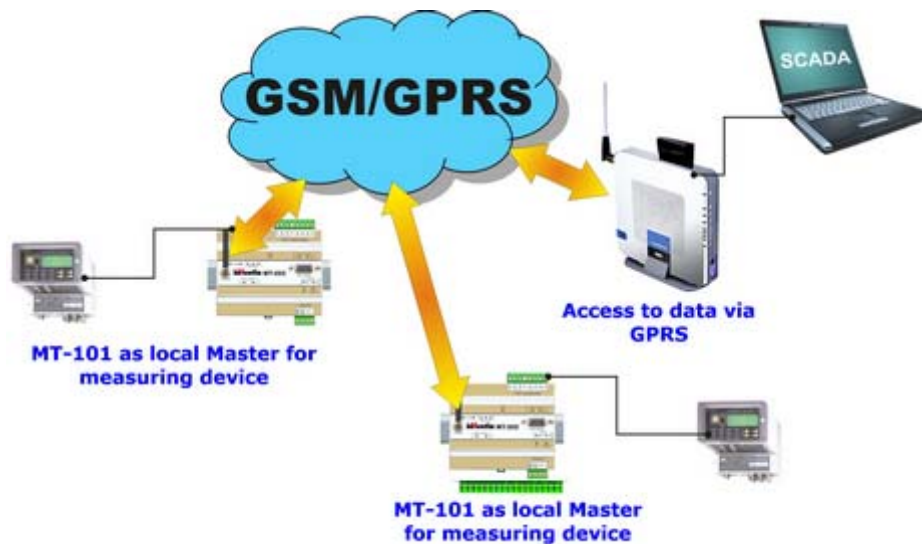 GSM/GPRS
SCADA
Access to data via
GPRS
MT-101 as local Master for
measuring device
MT-101 as local Master
for measuring device